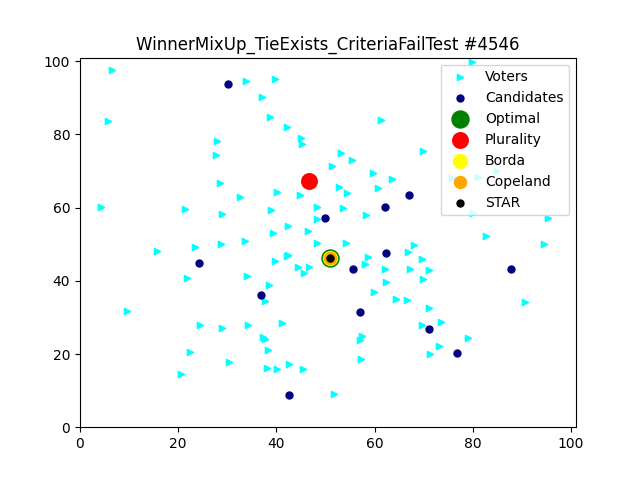 WinnerMixUp_TieExists_CriteriaFailTest #4546
100
80
60
40
20
0
0 20 40 60 80 100
Voters
Candidates
Optimal
Plurality
Borda
Copeland
STAR